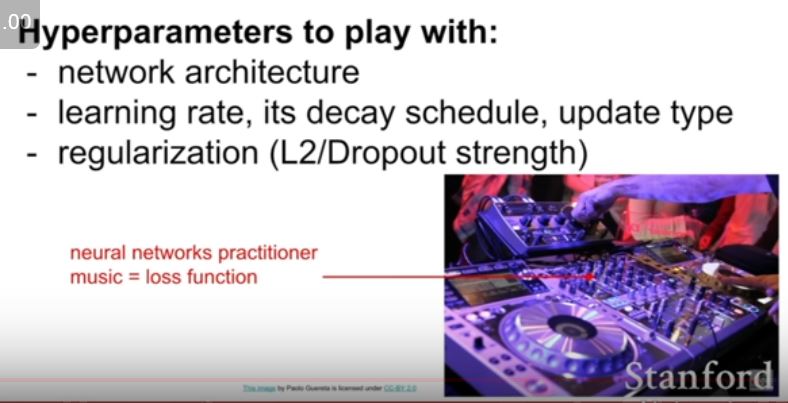 .00
Hyperparameters to play with:
- network architecture
- learning rate, its decay schedule, update type
- regularization (L2/Dropout strength)
neural networks practitioner
music = loss function
This image by Paolo Guereta is licensed under CC-BY 2.0
Stanford